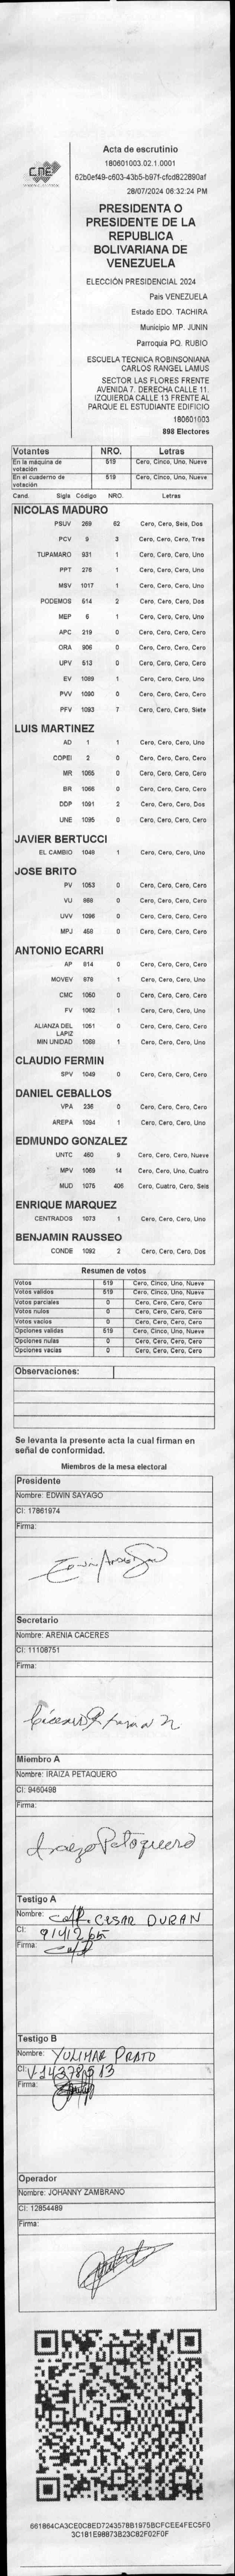 CNE
Acta de escrutinio
180601003.02.1.0001
62b0ef49-c603-43b5-b97f-cfcd822890af
28/07/2024 06:32:24 PM
PRESIDENTA O
PRESIDENTE DE LA
REPUBLICA
BOLIVARIANA DE
VENEZUELA
ELECCIÓN PRESIDENCIAL 2024
Pais VENEZUELA
Estado EDO. TACHIRA
Municipio MP. JUNIN
Parroquia PQ. RUBIO
ESCUELA TECNICA ROBINSONIANA
CARLOS RANGEL LAMUS
SECTOR LAS FLORES FRENTE
AVENIDA 7. DERECHA CALLE 11.
IZQUIERDA CALLE 13 FRENTE AL
PARQUE EL ESTUDIANTE EDIFICIO
180601003
898 Electores
Votantes NRO. Letras
En la máquina de votación 519 Cero, Cinco, Uno, Nueve
En el cuaderno de votación 519 Cero, Cinco, Uno, Nueve
Cand. Sigla Código NRO. Letras
NICOLAS MADURO
PSUV 269 62 Cero, Cero, Seis, Dos
PCV 9 3 Cero, Cero, Cero, Tres
TUPAMARO 931 1 Cero, Cero, Cero, Uno
PPT 276 1 Cero, Cero, Cero, Uno
MSV 1017 1 Cero, Cero, Cero, Uno
PODEMOS 514 2 Cero, Cero, Cero, Dos
MEP 6 1 Cero, Cero, Cero, Uno
APC 219 0 Cero, Cero, Cero, Cero
ORA 906 0 Cero, Cero, Cero, Cero
UPV 513 0 Cero, Cero, Cero, Cero
EV 1089 1 Cero, Cero, Cero, Uno
PVV 1090 0 Cero, Cero, Cero, Cero
PFV 1093 7 Cero, Cero, Cero, Siete
LUIS MARTINEZ
AD 1 1 Cero, Cero, Cero, Uno
COPEI 2 0 Cero, Cero, Cero, Cero
MR 1065 0 Cero, Cero, Cero, Cero
BR 1066 0 Cero, Cero, Cero, Cero
DDP 1091 2 Cero, Cero, Cero, Dos
UNE 1095 0 Cero, Cero, Cero, Cero
JAVIER BERTUCCI
EL CAMBIO 1048 1 Cero, Cero, Cero, Uno
JOSE BRITO
PV 1053 0 Cero, Cero, Cero, Cero
VU 888 0 Cero, Cero, Cero, Cero
UVV 1096 0 Cero, Cero, Cero, Cero
MPJ 458 0 Cero, Cero, Cero, Cero
ANTONIO ECARRI
AP 814 0 Cero, Cero, Cero, Cero
MOVEV 978 1 Cero, Cero, Cero, Uno
CMC 1050 0 Cero, Cero, Cero, Cero
FV 1062 1 Cero, Cero, Cero, Uno
ALIANZA DEL LAPIZ 1051 0 Cero, Cero, Cero, Cero
MIN UNIDAD 1069 1 Cero, Cero, Cero, Uno
CLAUDIO FERMIN
SPV 1049 0 Cero, Cero, Cero, Cero
DANIEL CEBALLOS
VPA 236 0 Cero, Cero, Cero, Cero
AREPA 1094 1 Cero, Cero, Cero, Uno
EDMUNDO GONZALEZ
UNTC 460 9 Cero, Cero, Cero, Nueve
MPV 1069 14 Cero, Cero, Uno, Cuatro
MUD 1075 406 Cero, Cuatro, Cero, Seis
ENRIQUE MARQUEZ
CENTRADOS 1073 1 Cero, Cero, Cero, Uno
BENJAMIN RAUSSEO
CONDE 1092 2 Cero, Cero, Cero, Dos
Resumen de votos
Votos 519 Cero, Cinco, Uno, Nueve
Votos validos 519 Cero, Cinco, Uno, Nueve
Votos parciales 0 Cero, Cero, Cero, Cero
Votos nulos 0 Cero, Cero, Cero, Cero
Votos vacios 0 Cero, Cero, Cero, Cero
Opciones validas 519 Cero, Cinco, Uno, Nueve
Opciones nulas 0 Cero, Cero, Cero, Cero
Opciones vacias 0 Cero, Cero, Cero, Cero
Observaciones:
Se levanta la presente acta la cual firman en
señal de conformidad.
Miembros de la mesa electoral
Presidente
Nombre: EDWIN SAYAGO
CI: 17861974
Firma:
Secretario
Nombre: ARENIA CACERES
CI: 11108751
Firma:
Miembro A
Nombre: IRAIZA PETAQUERO
CI: 9460498
Firma:
Iraiza Petaquero
Testigo A
Nombre: CESAR DURAN
CI:
Firma:
Testigo B
Nombre: YULIMAR PRATO
CI:
Firma:
Operador
Nombre: JOHANNY ZAMBRANO
CI: 12854489
Firma:
661864CA3CE0C8ED7243578B1975BCFCEE4FEC5F0
3C1B1E98873B23C82F02F0F